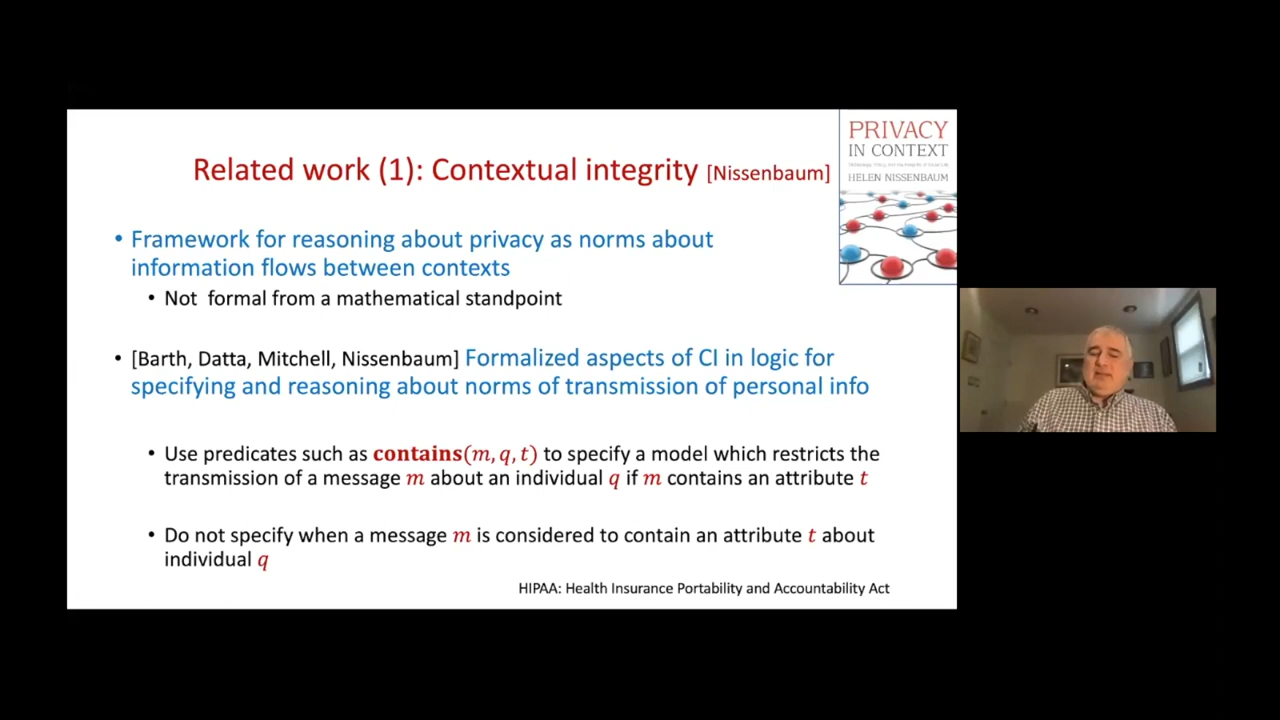 Related work (1): Contextual integrity [Nissenbaum]
PRIVACY
IN CONTEXT
HELEN NISSENBAUM
• Framework for reasoning about privacy as norms about
information flows between contexts
• Not formal from a mathematical standpoint
• [Barth, Datta, Mitchell, Nissenbaum] Formalized aspects of CI in logic for
specifying and reasoning about norms of transmission of personal info
• Use predicates such as contains(m, q, t) to specify a model which restricts the
transmission of a message m about an individual q if m contains an attribute t
• Do not specify when a message m is considered to contain an attribute t about
individual q
HIPAA: Health Insurance Portability and Accountability Act